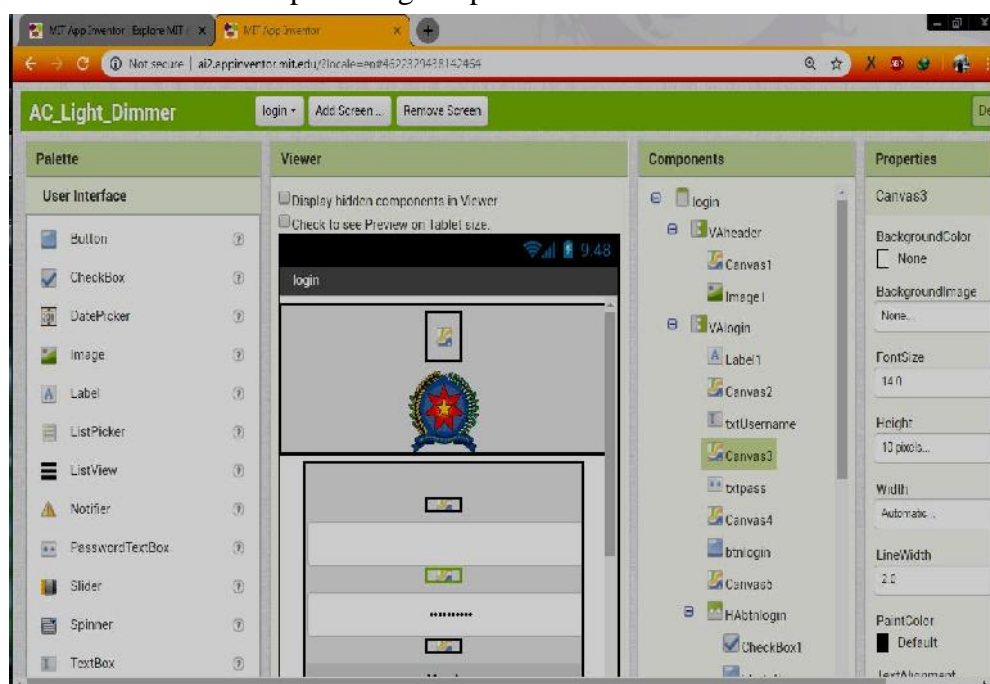 MIT App Inventor Explore MIT
MIT App Inventor
Not secure | ai2.appinventor.mit.edu/?locale=en#4622329438142464
AC_Light_Dimmer
login
Add Screen ...
Remove Screen
Palette
User Interface
Button
CheckBox
DatePicker
Image
Label
ListPicker
ListView
Notifier
PasswordTextBox
Slider
Spinner
TextBox
Viewer
Display hidden components in Viewer
Check to see Preview on Tablet size.
9:48
login
Components
login
VAheader
Canvas1
Image1
VAlogin
Label1
Canvas2
txtUsername
Canvas3
txtpass
Canvas4
btnlogin
Canvas5
HAbtnlogin
CheckBox1
Properties
Canvas3
BackgroundColor
None
BackgroundImage
None...
FontSize
14.0
Height
10 pixels...
Width
Automatic...
LineWidth
2.0
PaintColor
Default
TextAlignment